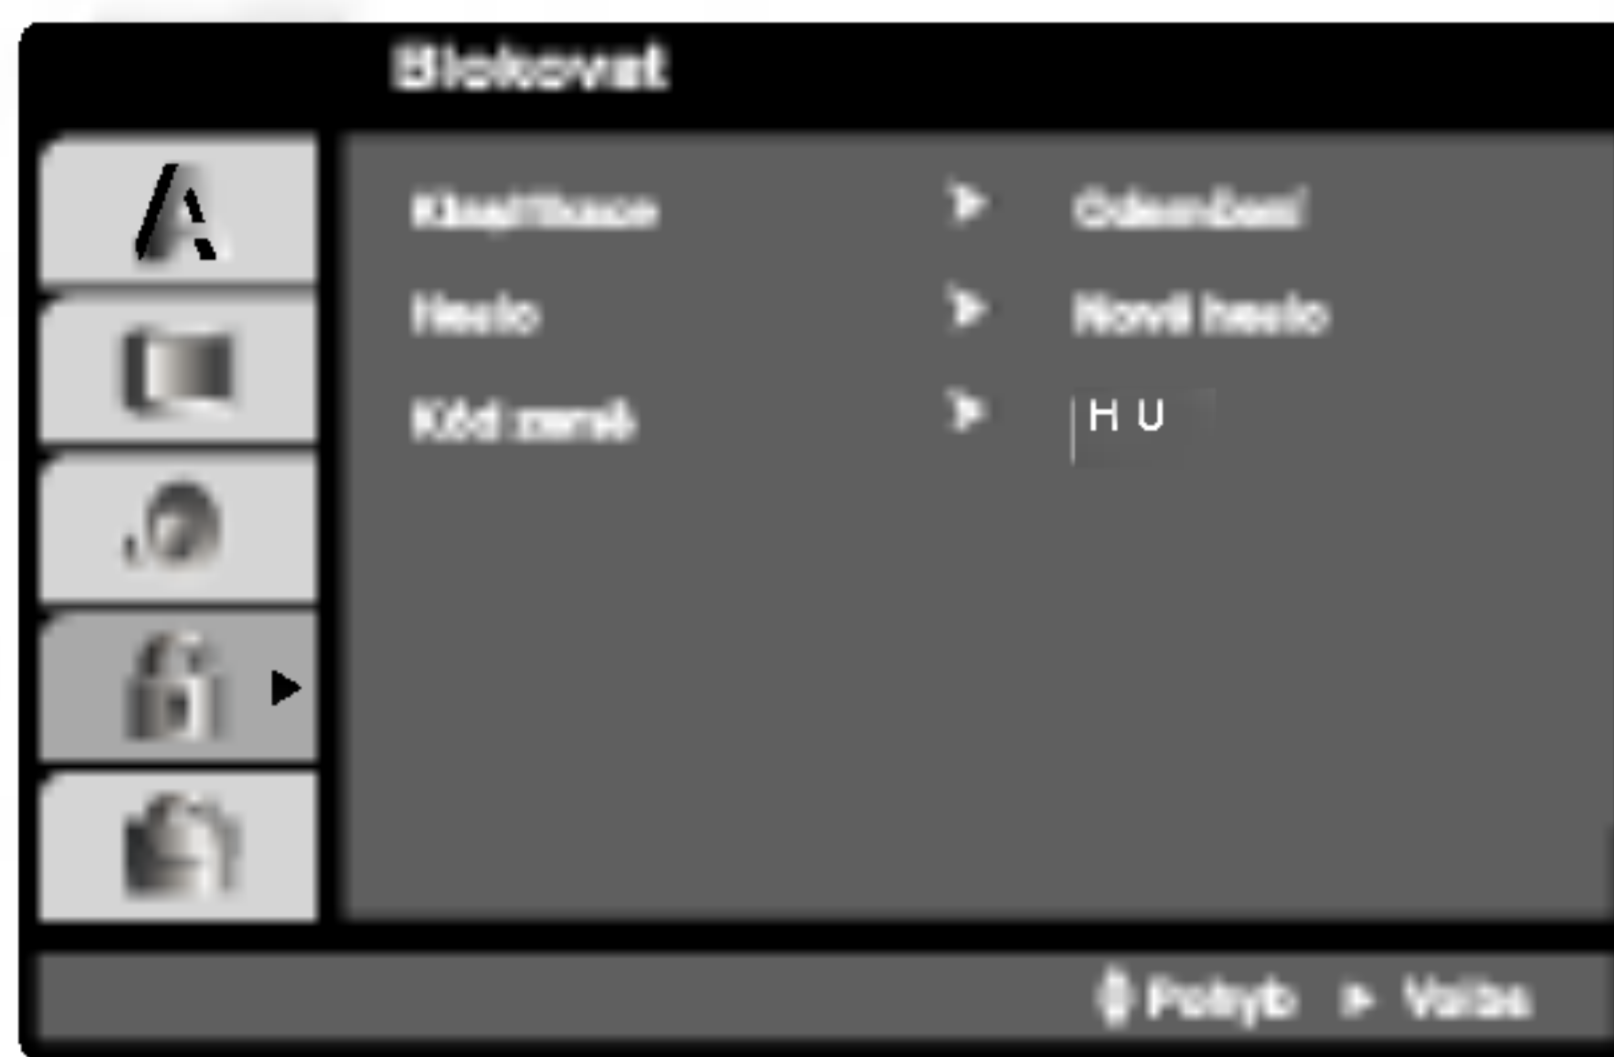 Blokovat
Klasifikace Odemčení
Heslo Nové heslo
Kód země H U
Pohyb Volba